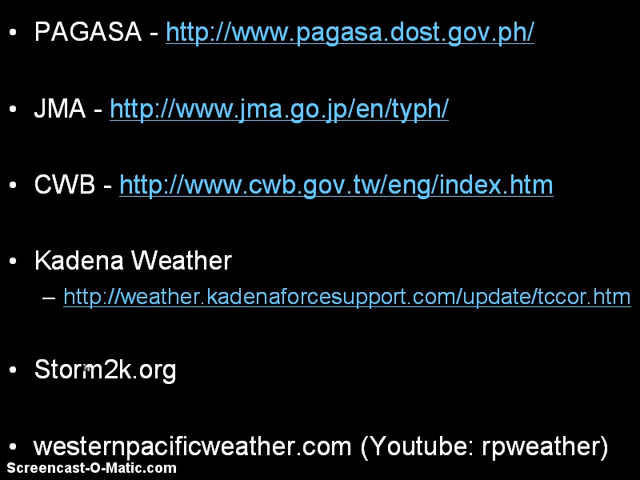 • PAGASA - http://www.pagasa.dost.gov.ph/
• JMA - http://www.jma.go.jp/en/typh/
• CWB - http://www.cwb.gov.tw/eng/index.htm
• Kadena Weather
– http://weather.kadenaforcesupport.com/update/tccor.htm
• Storm2k.org
• westernpacificweather.com (Youtube: rpweather)
Screencast-O-Matic.com